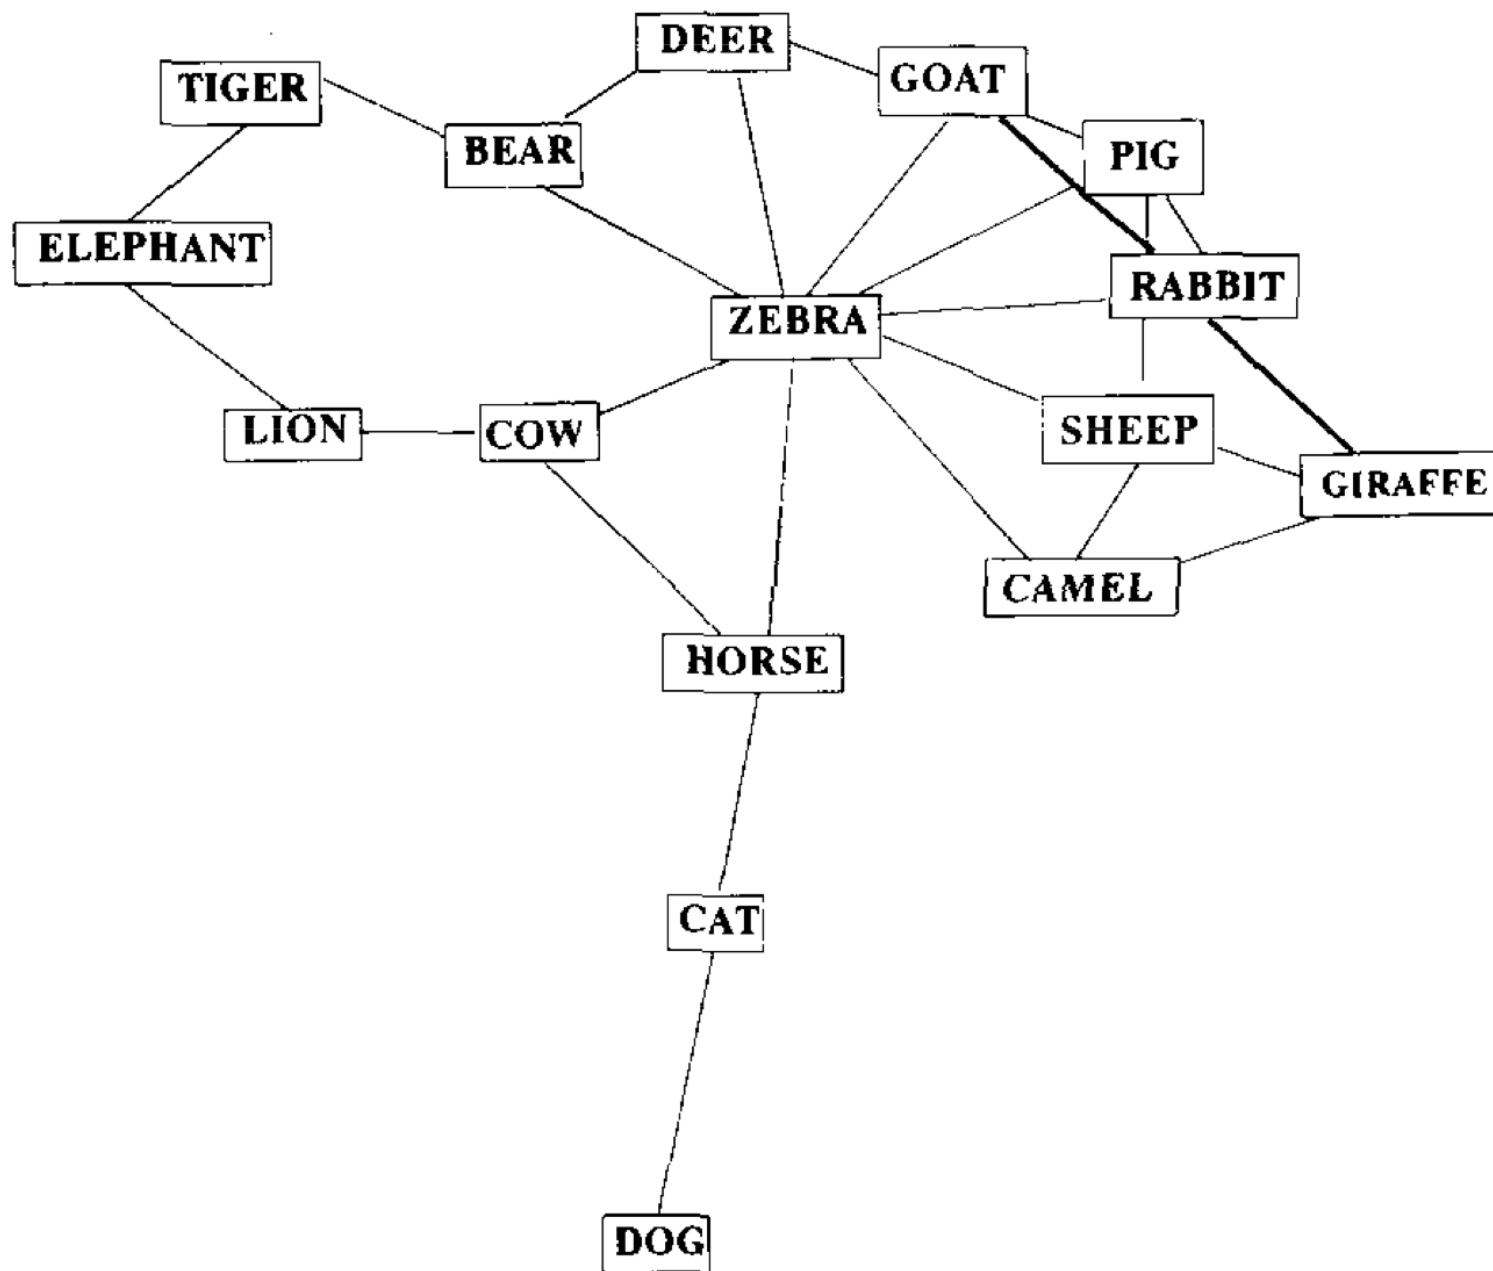 DEER
GOAT
TIGER
BEAR
PIG
ELEPHANT
RABBIT
ZEBRA
LION
COW
SHEEP
GIRAFFE
CAMEL
HORSE
CAT
DOG